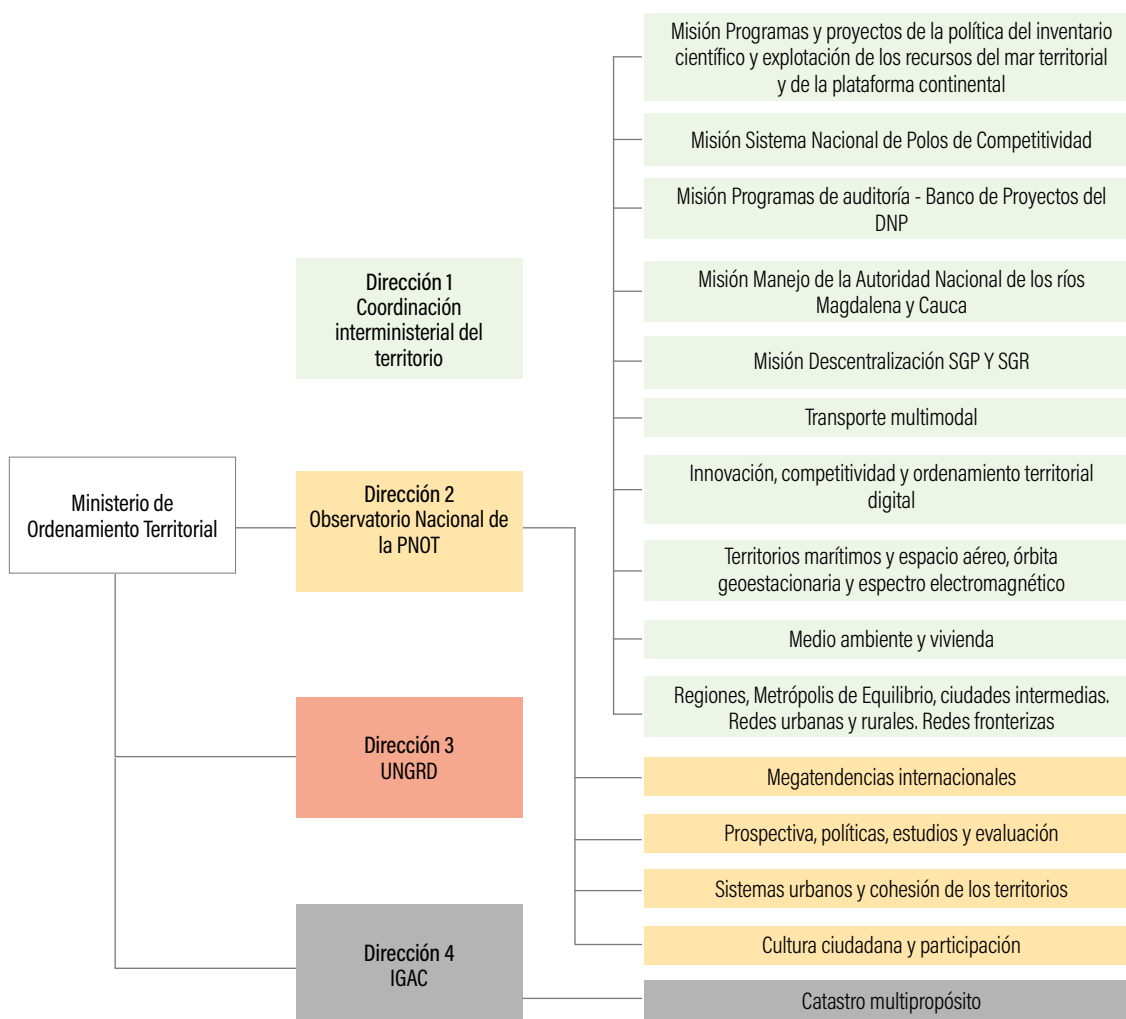 Misión Programas y proyectos de la política del inventario
científico y explotación de los recursos del mar territorial
y de la plataforma continental
Misión Sistema Nacional de Polos de Competitividad
Misión Programas de auditoría - Banco de Proyectos del
DNP
Dirección 1
Coordinación
interministerial del
territorio
Misión Manejo de la Autoridad Nacional de los ríos
Magdalena y Cauca
Misión Descentralización SGP Y SGR
Transporte multimodal
Ministerio de
Ordenamiento Territorial
Dirección 2
Observatorio Nacional de
la PNOT
Innovación, competitividad y ordenamiento territorial
digital
Territorios marítimos y espacio aéreo, órbita
geoestacionaria y espectro electromagnético
Medio ambiente y vivienda
Regiones, Metrópolis de Equilibrio, ciudades intermedias.
Redes urbanas y rurales. Redes fronterizas
Dirección 3
UNGRD
Megatendencias internacionales
Prospectiva, políticas, estudios y evaluación
Sistemas urbanos y cohesión de los territorios
Cultura ciudadana y participación
Dirección 4
IGAC
Catastro multipropósito